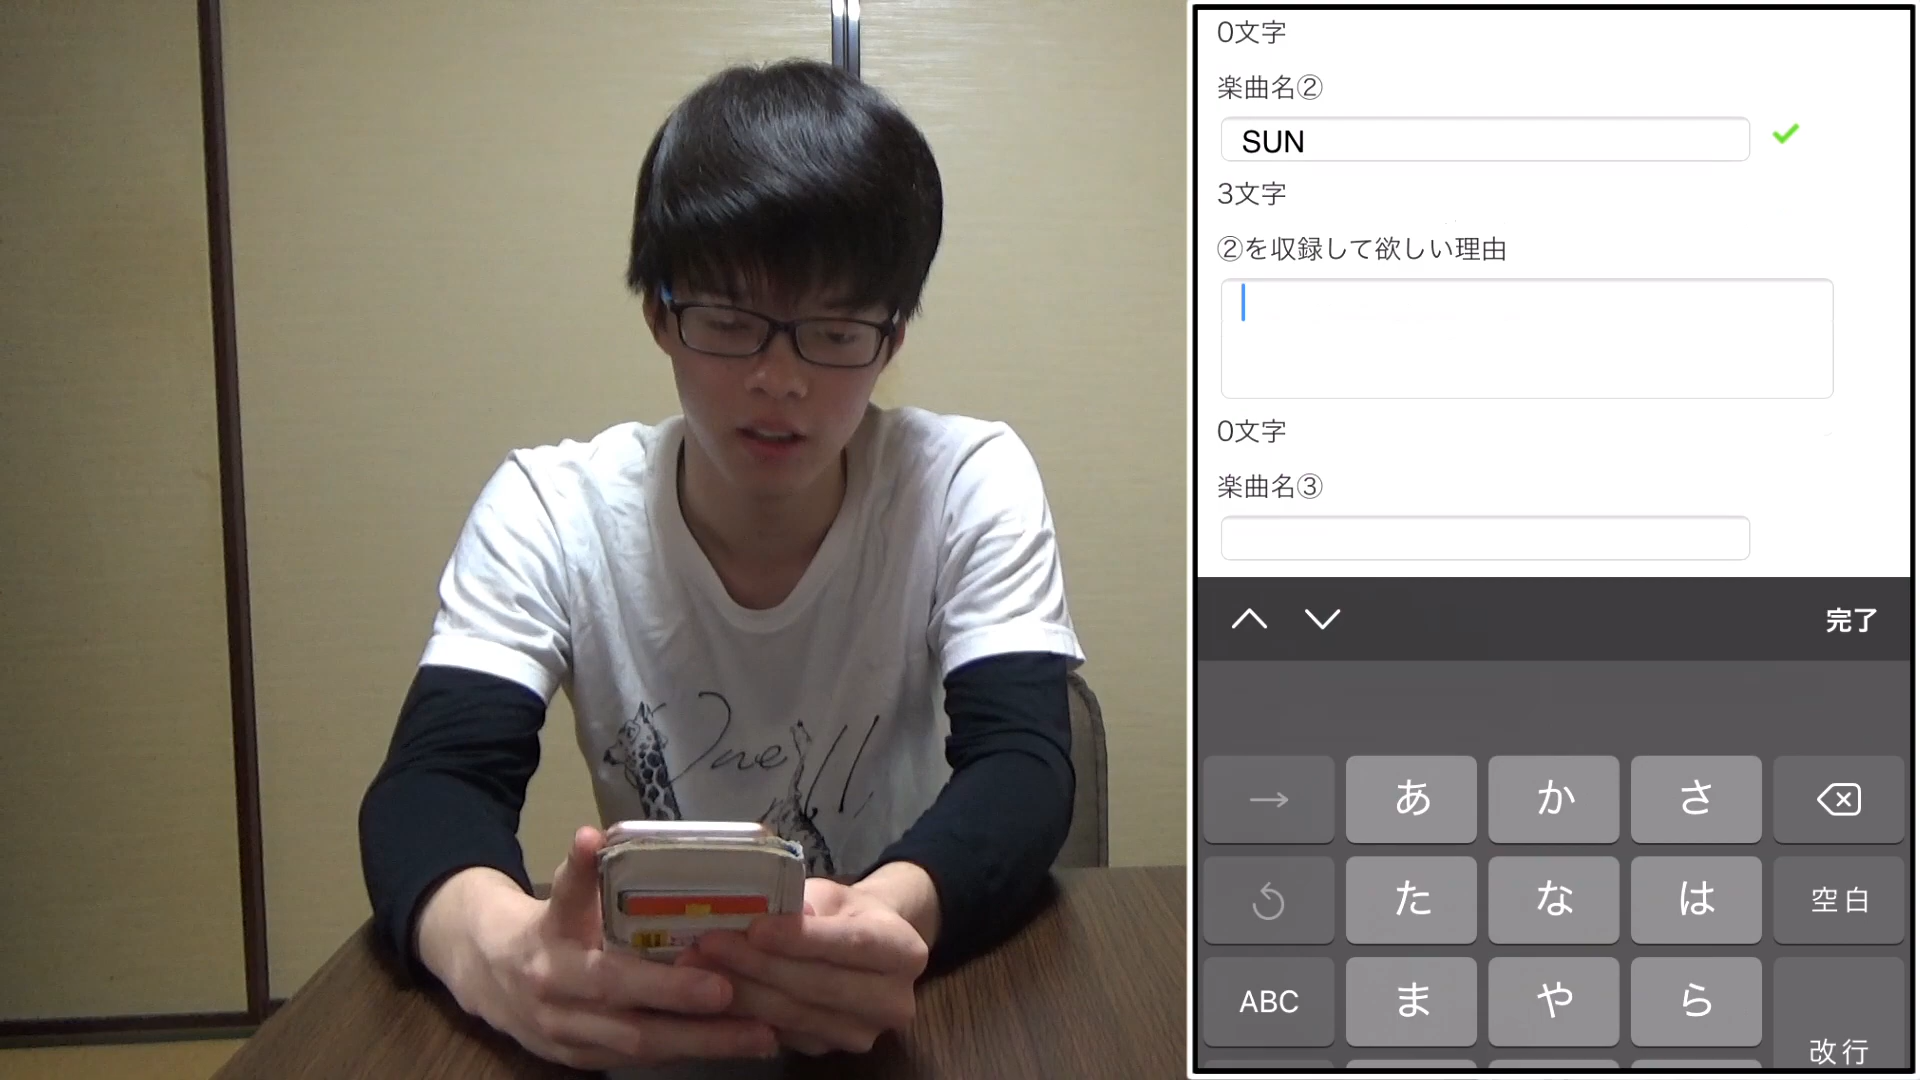 0文字
楽曲名②
SUN
3文字
②を収録して欲しい理由
0文字
楽曲名③
完了
→ あ か さ
た な は 空白
ABC ま や ら
改行
One